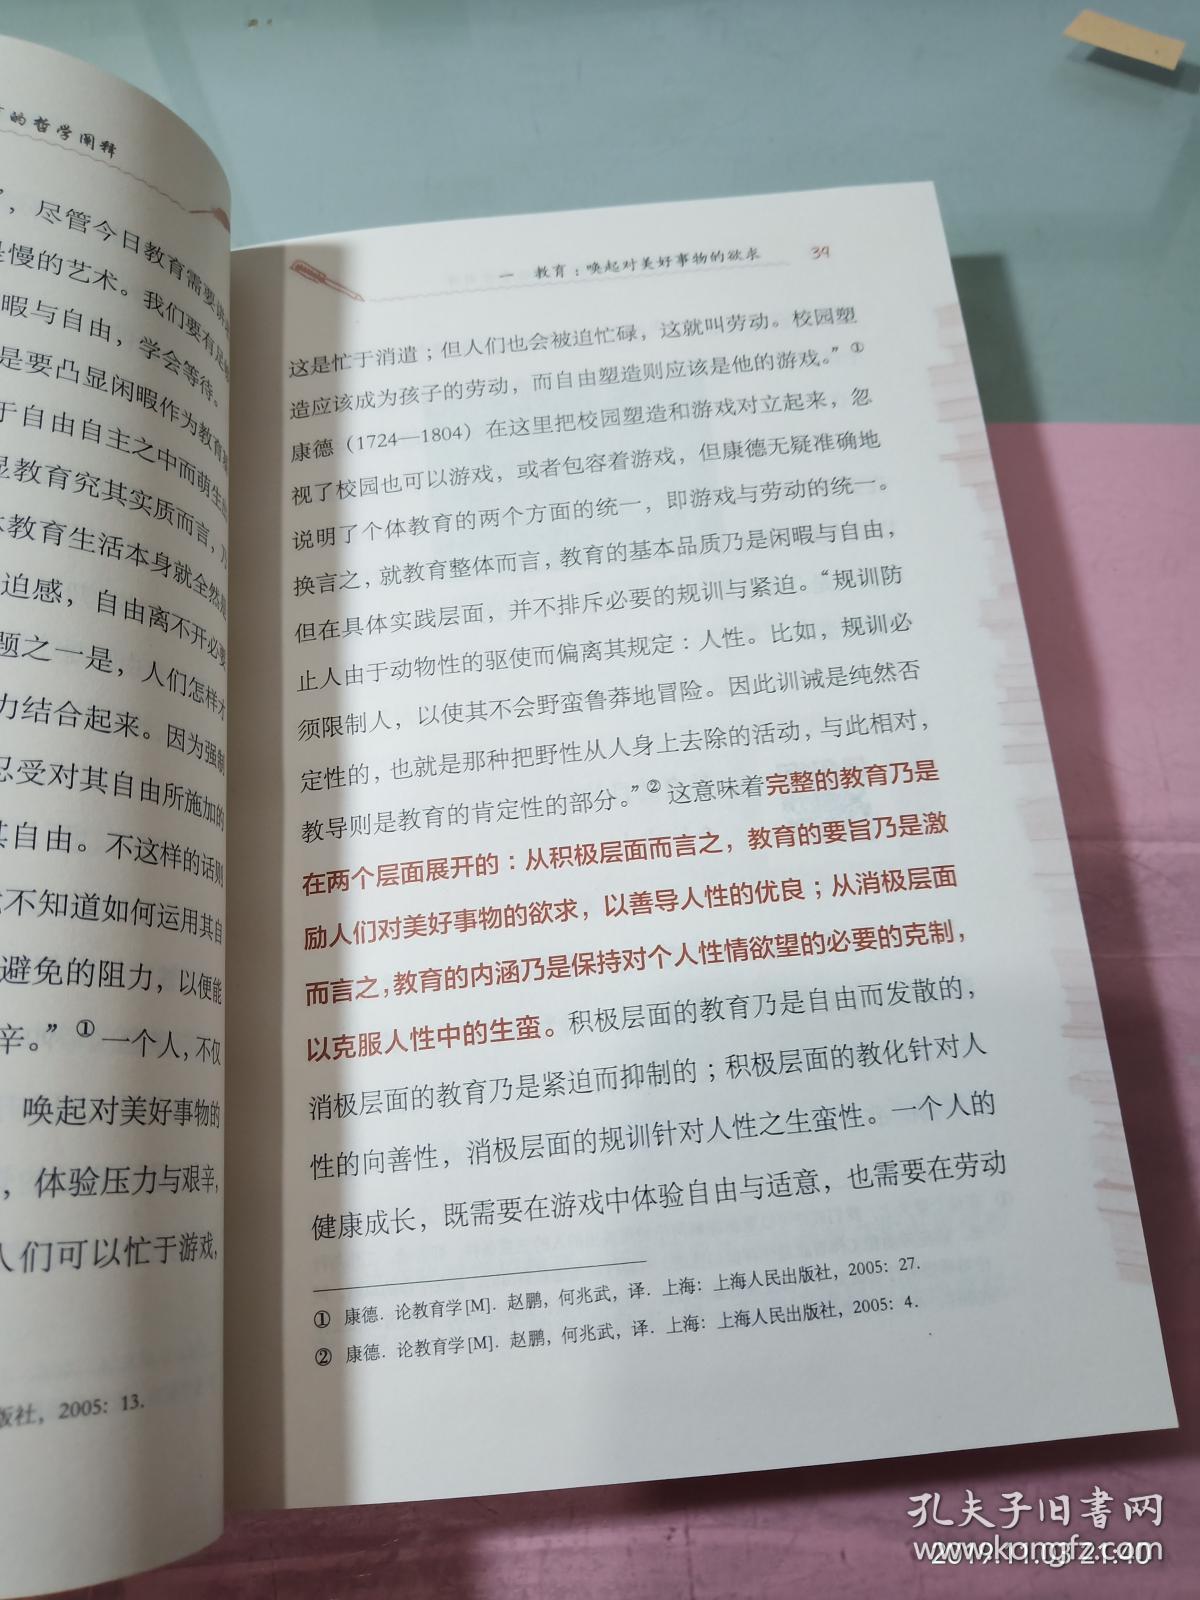 的哲学阐释
”，尽管今日教育需要
慢的艺术。我们要有足够
暇与自由，学会等待。
是要凸显闲暇作为教育
于自由自主之中而萌生
显教育究其实质而言，乃
教育生活本身就全然是
迫感，自由离不开必要
题之一是，人们怎样才
力结合起来。因为强制
忍受对其自由所施加的
其自由。不这样的话则
不知道如何运用其自
避免的阻力，以便能
辛。”① 一个人，不仅
唤起对美好事物的
，体验压力与艰辛，
人们可以忙于游戏，
版社，2005：13.
一 教育：唤起对美好事物的欲求 39
这是忙于消遣；但人们也会被迫忙碌，这就叫劳动。校园塑
造应该成为孩子的劳动，而自由塑造则应该是他的游戏。”①
康德（1724—1804）在这里把校园塑造和游戏对立起来，忽
视了校园也可以游戏，或者包容着游戏，但康德无疑准确地
说明了个体教育的两个方面的统一，即游戏与劳动的统一。
换言之，就教育整体而言，教育的基本品质乃是闲暇与自由，
但在具体实践层面，并不排斥必要的规训与紧迫。“规训防
止人由于动物性的驱使而偏离其规定：人性。比如，规训必
须限制人，以使其不会野蛮鲁莽地冒险。因此训诫是纯然否
定性的，也就是那种把野性从人身上去除的活动，与此相对，
教导则是教育的肯定性的部分。”②这意味着完整的教育乃是
在两个层面展开的：从积极层面而言之，教育的要旨乃是激
励人们对美好事物的欲求，以善导人性的优良；从消极层面
而言之，教育的内涵乃是保持对个人性情欲望的必要的克制，
以克服人性中的生蛮。积极层面的教育乃是自由而发散的，
消极层面的教育乃是紧迫而抑制的；积极层面的教化针对人
性的向善性，消极层面的规训针对人性之生蛮性。一个人的
健康成长，既需要在游戏中体验自由与适意，也需要在劳动
① 康德．论教育学[M]．赵鹏，何兆武，译．上海：上海人民出版社，2005：27.
② 康德．论教育学[M]．赵鹏，何兆武，译．上海：上海人民出版社，2005：4.
孔夫子旧书网
www.kongfz.com
2019.11.03 21:40